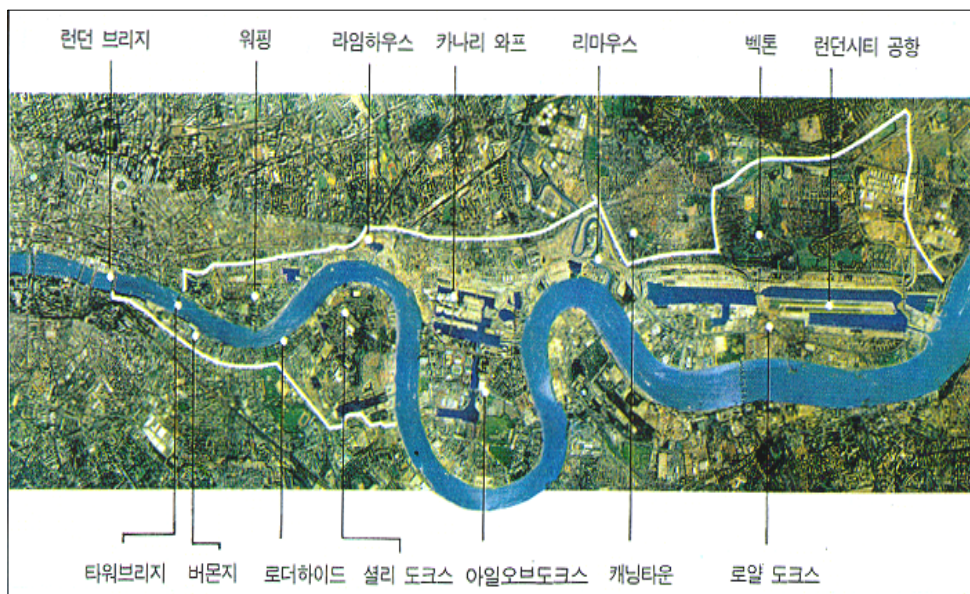 런던 브리지 워핑 라임하우스 카나리 와프 리마우스 벡톤 런던시티 공항
타워브리지 버몬지 로더하이드 셜리 도크스 아일오브도크스 캐닝타운 로얄 도크스